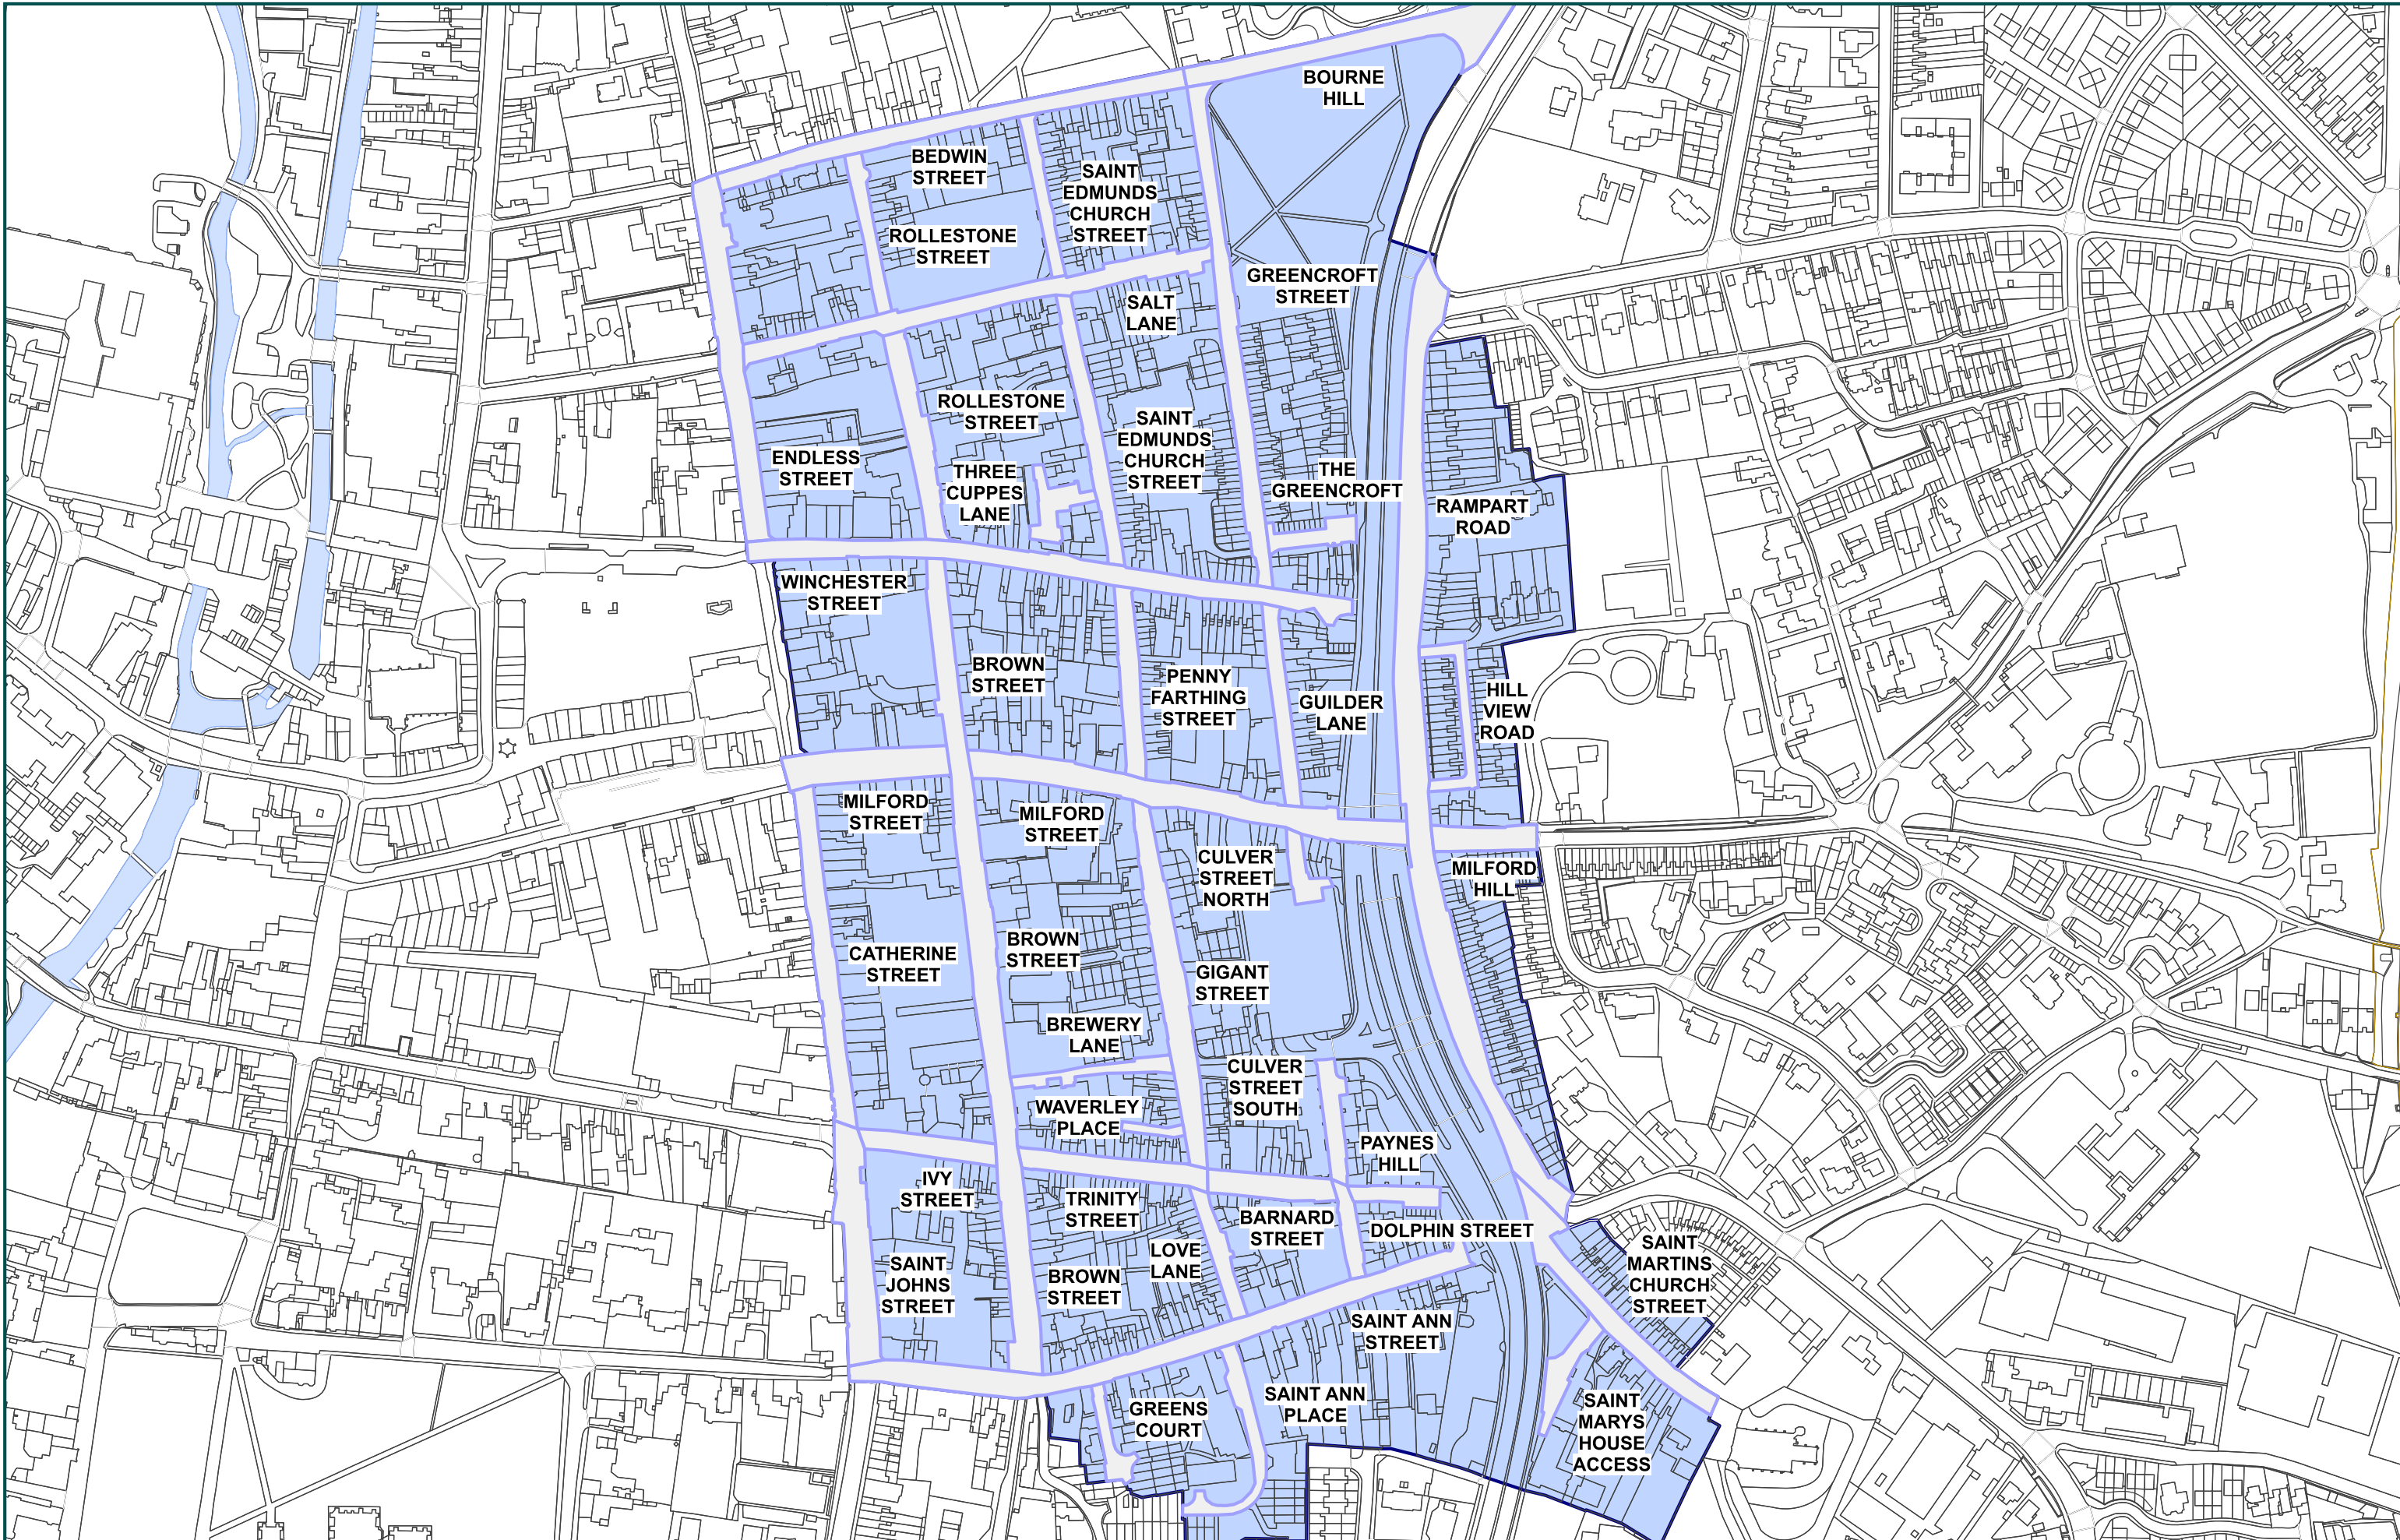 BOURNE
HILL
BEDWIN
STREET
SAINT
EDMUNDS
CHURCH
STREET
ROLLESTONE
STREET
GREENCROFT
STREET
SALT
LANE
ROLLESTONE
STREET
SAINT
EDMUNDS
CHURCH
STREET
ENDLESS
STREET
THREE
CUPPES
LANE
THE
GREENCROFT
RAMPART
ROAD
WINCHESTER
STREET
BROWN
STREET
PENNY
FARTHING
STREET
GUILDER
LANE
HILL
VIEW
ROAD
MILFORD
STREET
MILFORD
STREET
CULVER
STREET
NORTH
MILFORD
HILL
CATHERINE
STREET
BROWN
STREET
GIGANT
STREET
BREWERY
LANE
CULVER
STREET
SOUTH
WAVERLEY
PLACE
PAYNES
HILL
IVY
STREET
TRINITY
STREET
BARNARD
STREET
DOLPHIN STREET
LOVE
LANE
SAINT
MARTINS
CHURCH
STREET
SAINT
JOHNS
STREET
BROWN
STREET
SAINT ANN
STREET
SAINT ANN
PLACE
GREENS
COURT
SAINT
MARYS
HOUSE
ACCESS